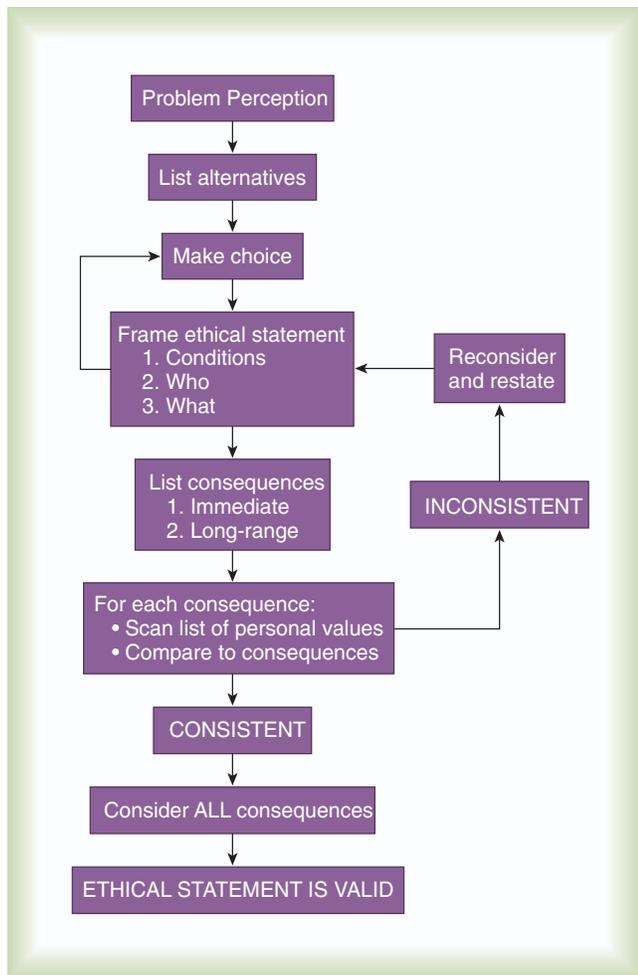 Problem Perception
List alternatives
Make choice
Frame ethical statement
1. Conditions
2. Who
3. What
Reconsider
and restate
List consequences
1. Immediate
2. Long-range
INCONSISTENT
For each consequence:
• Scan list of personal values
• Compare to consequences
CONSISTENT
Consider ALL consequences
ETHICAL STATEMENT IS VALID